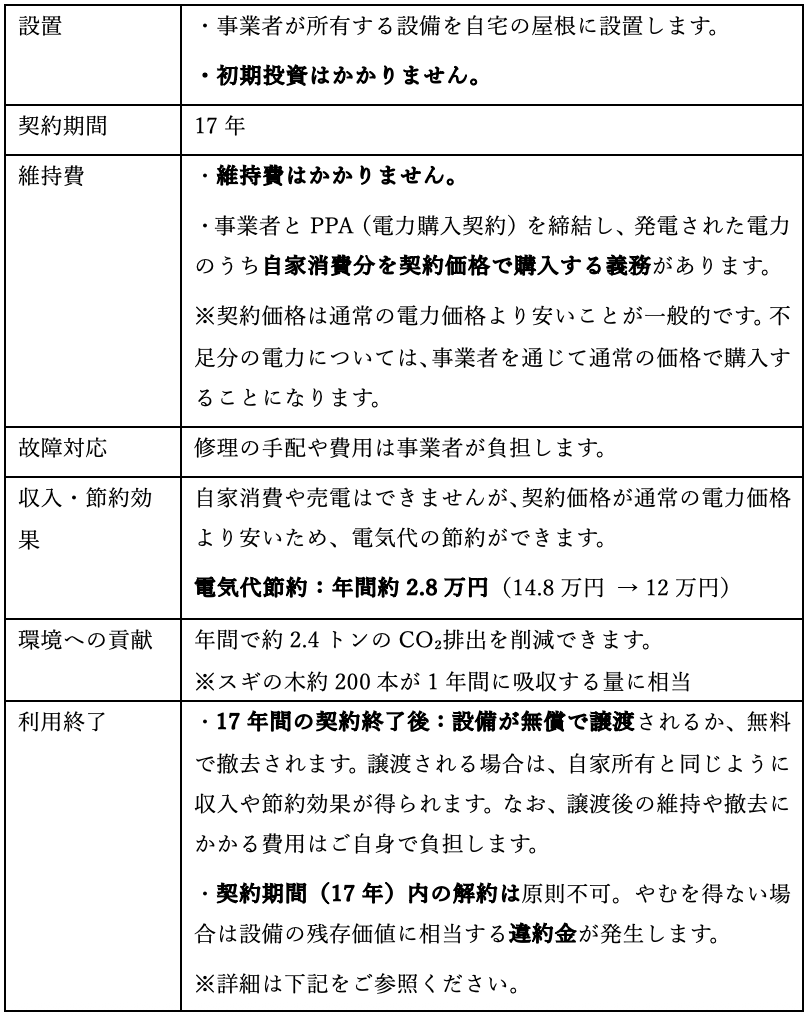 設置
・事業者が所有する設備を自宅の屋根に設置します。
・初期投資はかかりません。
契約期間
17 年
維持費
・維持費はかかりません。
・事業者と PPA（電力購入契約）を締結し、発電された電力
のうち自家消費分を契約価格で購入する義務があります。
※契約価格は通常の電力価格より安いことが一般的です。不
足分の電力については、事業者を通じて通常の価格で購入す
ることになります。
故障対応
修理の手配や費用は事業者が負担します。
収入・節約効
果
自家消費や売電はできませんが、契約価格が通常の電力価格
より安いため、電気代の節約ができます。
電気代節約：年間約 2.8 万円（14.8 万円 → 12 万円）
環境への貢献
年間で約 2.4 トンの CO₂排出を削減できます。
※スギの木約 200 本が 1 年間に吸収する量に相当
利用終了
・17 年間の契約終了後：設備が無償で譲渡されるか、無料
で撤去されます。譲渡される場合は、自家所有と同じように
収入や節約効果が得られます。なお、譲渡後の維持や撤去に
かかる費用はご自身で負担します。
・契約期間（17 年）内の解約は原則不可。やむを得ない場
合は設備の残存価値に相当する違約金が発生します。
※詳細は下記をご参照ください。